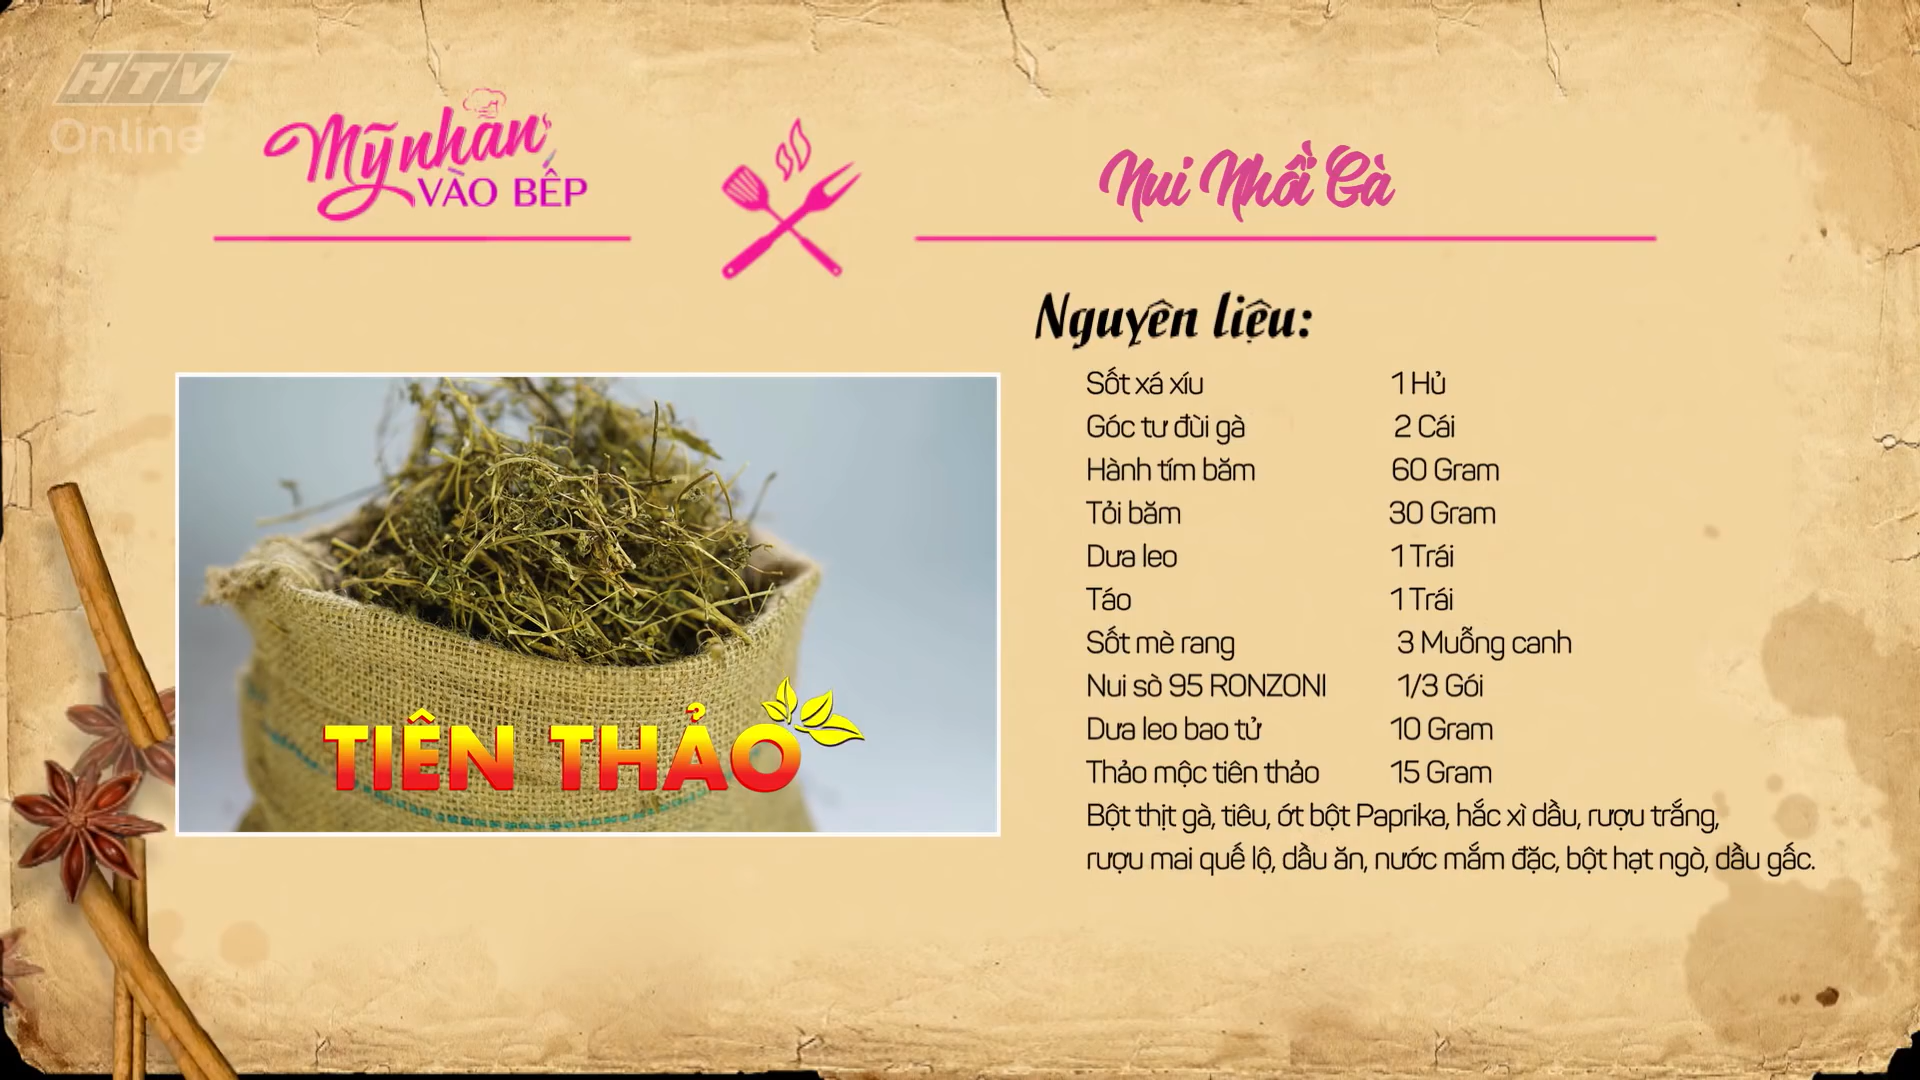 HTV
Online
Mỹ nhân
VÀO BẾP
Nui Nhồi Gà
Nguyên liệu:
Sốt xá xíu 1 Hủ
Góc tư đùi gà 2 Cái
Hành tím băm 60 Gram
Tỏi băm 30 Gram
Dưa leo 1 Trái
Táo 1 Trái
Sốt mè rang 3 Muỗng canh
Nui sò 95 RONZONI 1/3 Gói
Dưa leo bao tử 10 Gram
Thảo mộc tiên thảo 15 Gram
Bột thịt gà, tiêu, ớt bột Paprika, hắc xì dầu, rượu trắng,
rượu mai quế lộ, dầu ăn, nước mắm đặc, bột hạt ngò, dầu gấc.
TIÊN THẢO